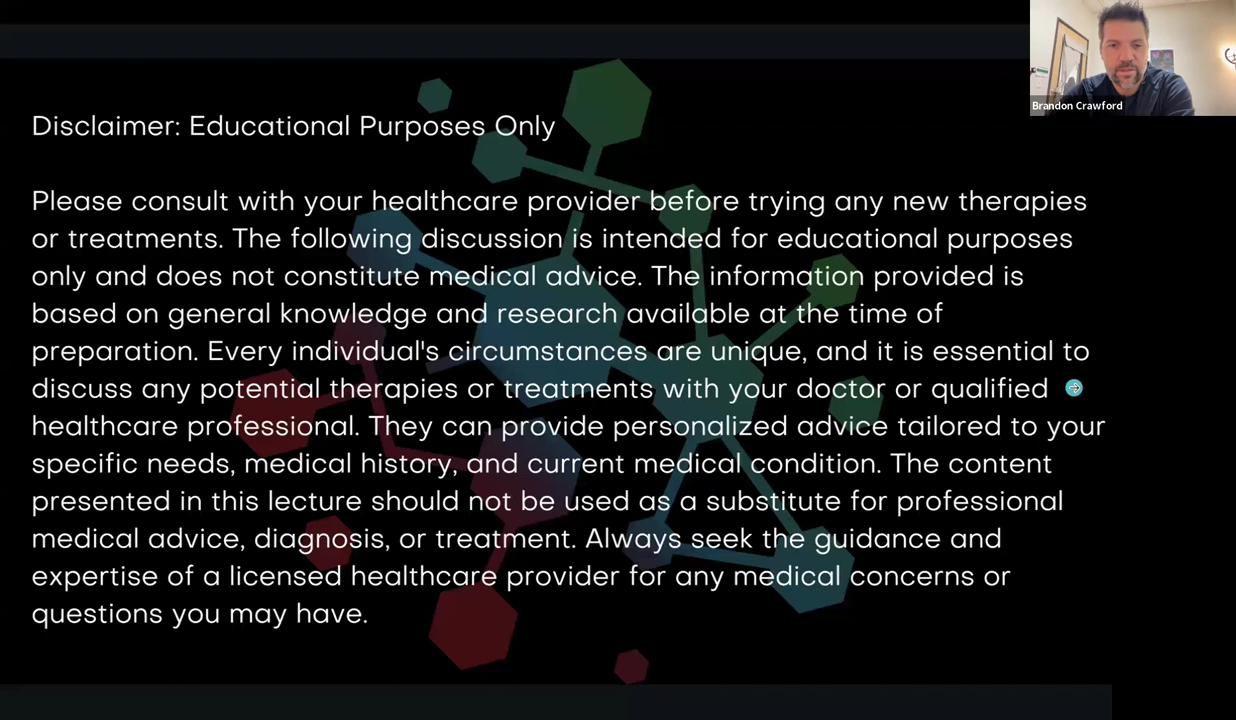 Brandon Crawford
Disclaimer: Educational Purposes Only
Please consult with your healthcare provider before trying any new therapies
or treatments. The following discussion is intended for educational purposes
only and does not constitute medical advice. The information provided is
based on general knowledge and research available at the time of
preparation. Every individual's circumstances are unique, and it is essential to
discuss any potential therapies or treatments with your doctor or qualified
healthcare professional. They can provide personalized advice tailored to your
specific needs, medical history, and current medical condition. The content
presented in this lecture should not be used as a substitute for professional
medical advice, diagnosis, or treatment. Always seek the guidance and
expertise of a licensed healthcare provider for any medical concerns or
questions you may have.